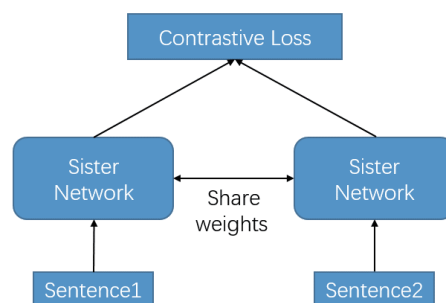 Contrastive Loss
Sister
Network
Sister
Network
Share
weights
Sentence1
Sentence2